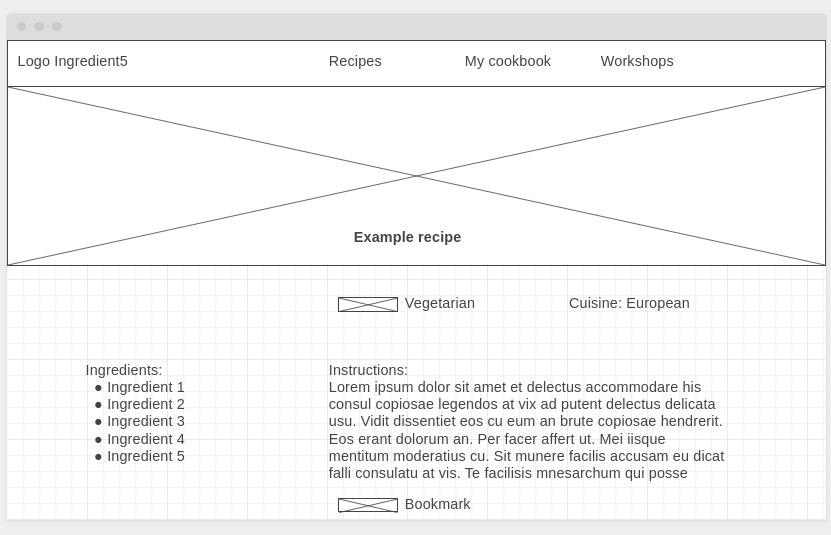 Logo Ingredient5 Recipes My cookbook Workshops
Example recipe
Vegetarian Cuisine: European
Ingredients:
● Ingredient 1
● Ingredient 2
● Ingredient 3
● Ingredient 4
● Ingredient 5
Instructions:
Lorem ipsum dolor sit amet et delectus accommodare his
consul copiosae legendos at vix ad putent delectus delicata
usu. Vidit dissentiet eos cu eum an brute copiosae hendrerit.
Eos erant dolorum an. Per facer affert ut. Mei iisque
mentitum moderatius cu. Sit munere facilis accusam eu dicat
falli consulatu at vis. Te facilisis mnesarchum qui posse
Bookmark